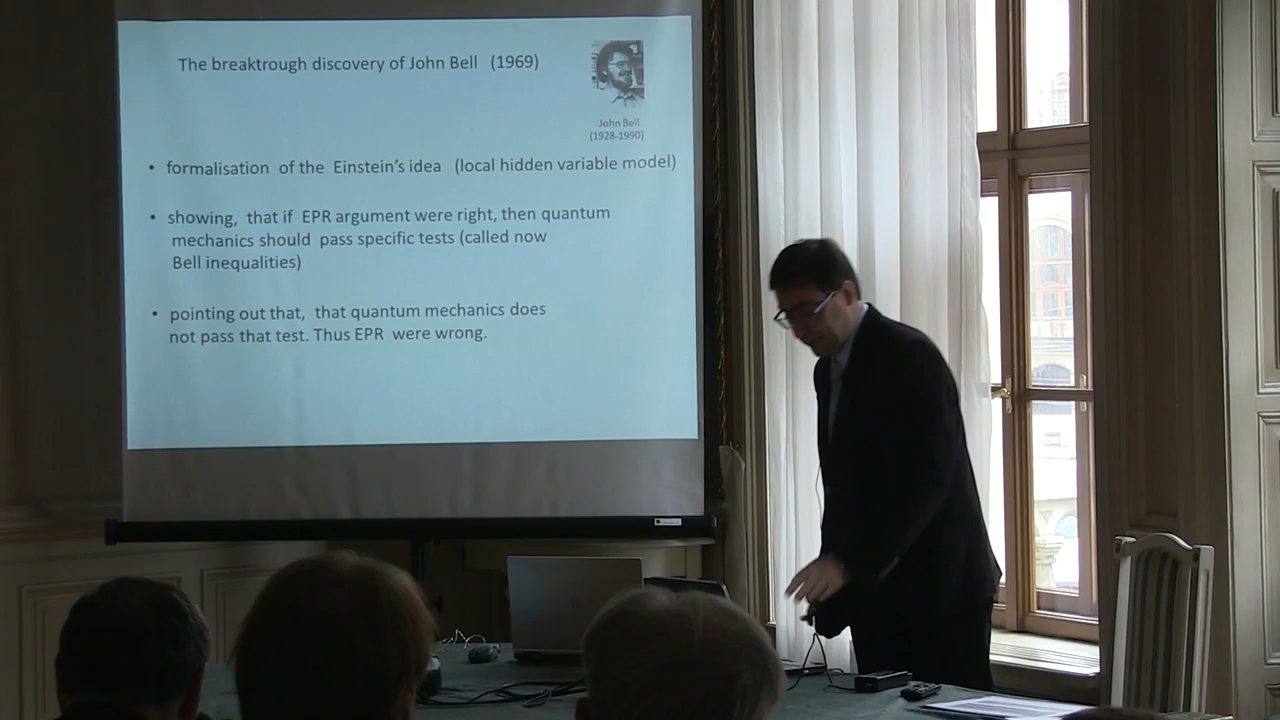 The breaktrough discovery of John Bell (1969)
John Bell
(1928-1990)
• formalisation of the Einstein's idea (local hidden variable model)
• showing, that if EPR argument were right, then quantum
mechanics should pass specific tests (called now
Bell inequalities)
• pointing out that, that quantum mechanics does
not pass that test. Thus EPR were wrong.